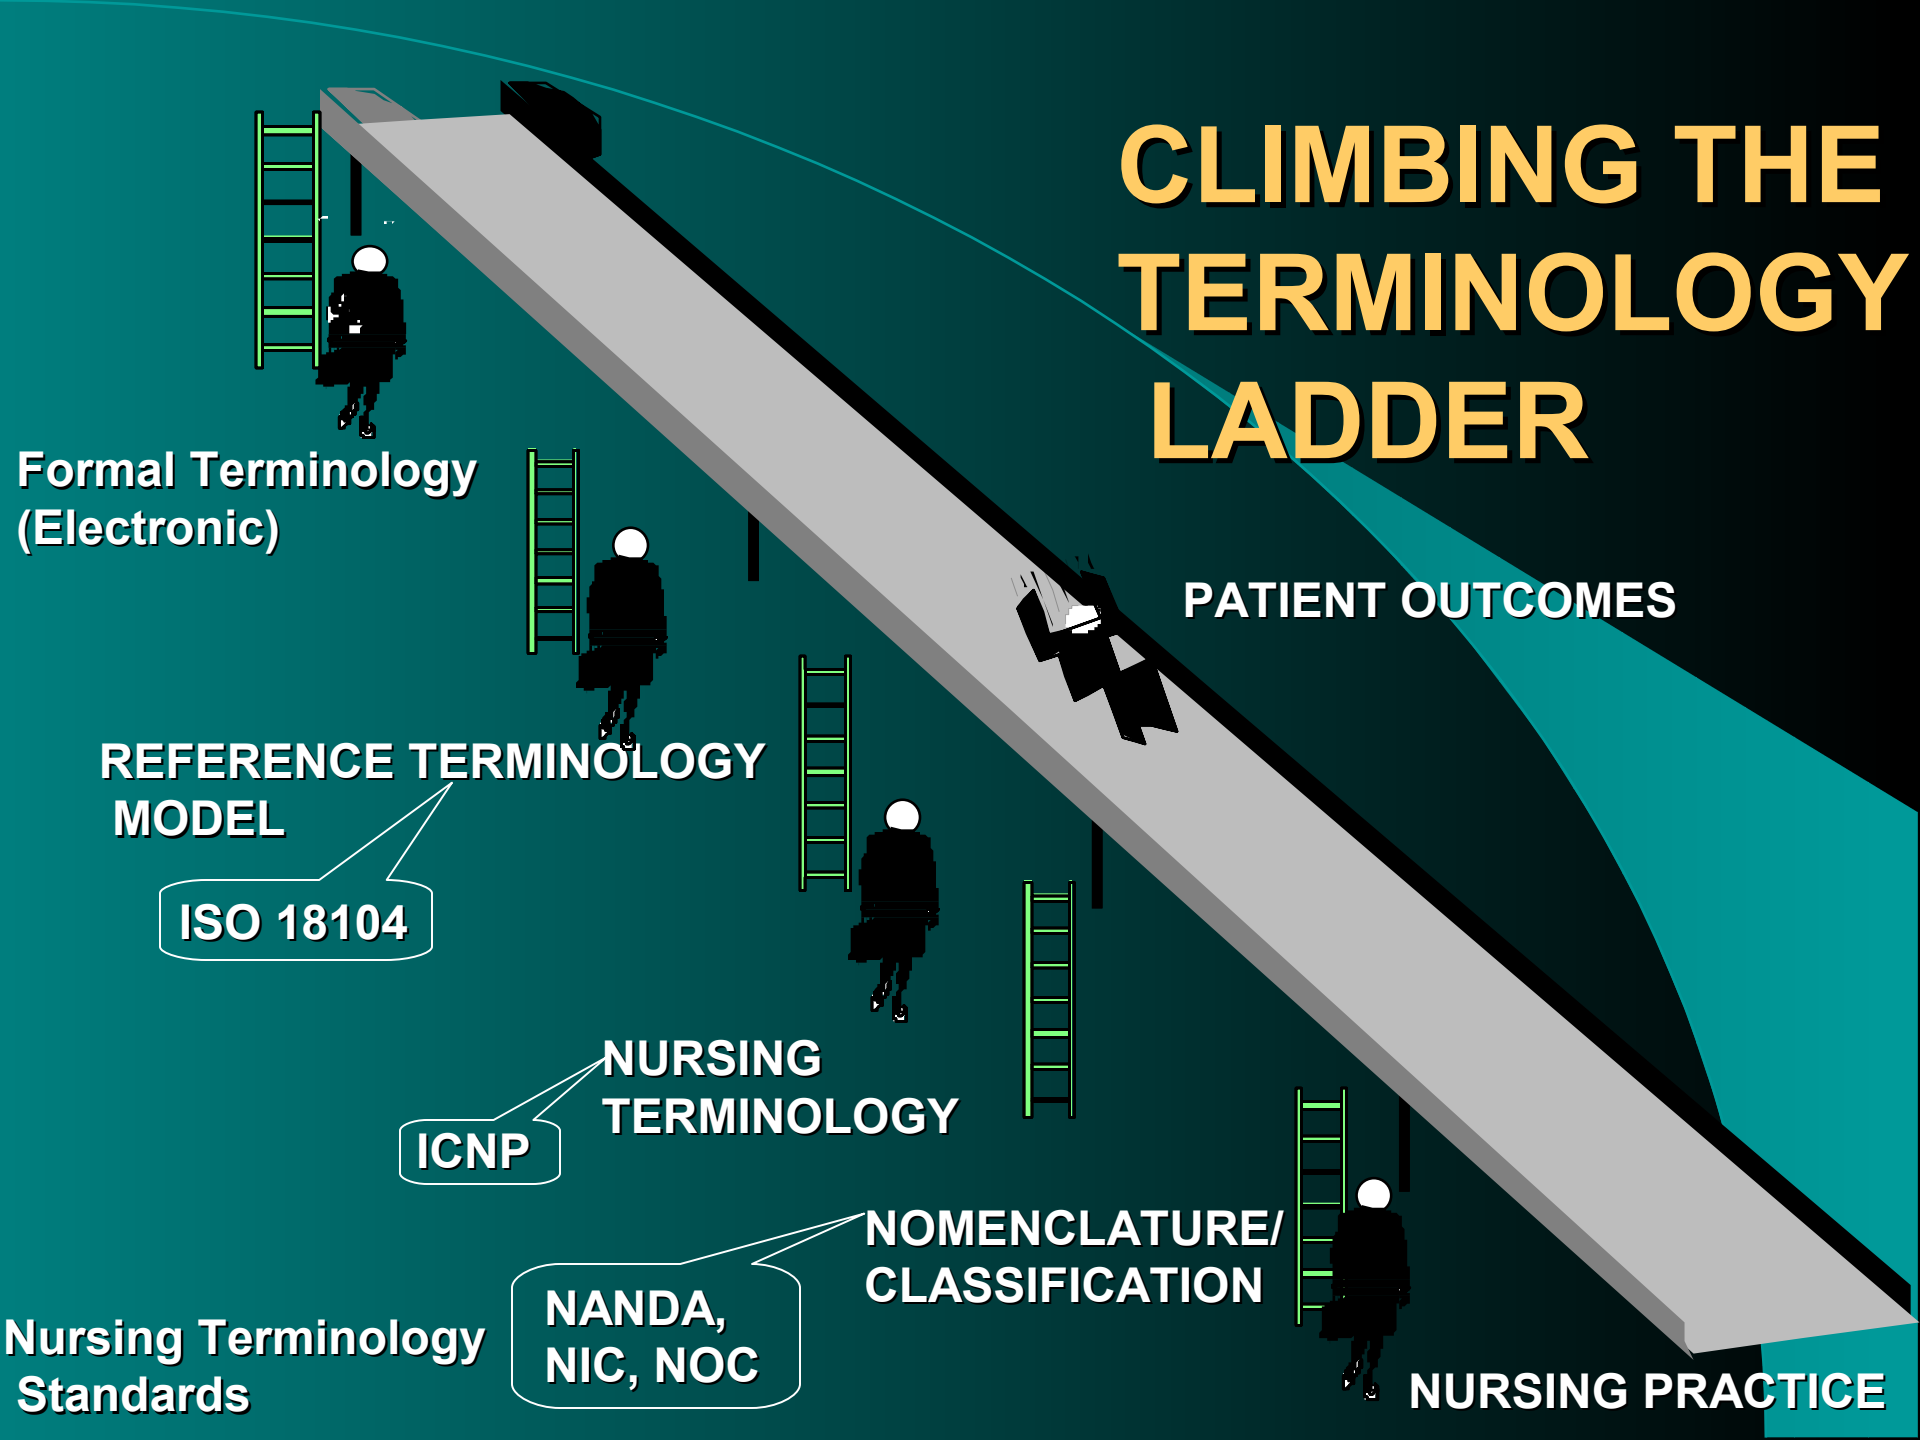 CLIMBING THE
TERMINOLOGY
LADDER
Formal Terminology
(Electronic)
PATIENT OUTCOMES
REFERENCE TERMINOLOGY
MODEL
ISO 18104
NURSING
TERMINOLOGY
ICNP
NOMENCLATURE/
CLASSIFICATION
NANDA,
NIC, NOC
Nursing Terminology
Standards
NURSING PRACTICE